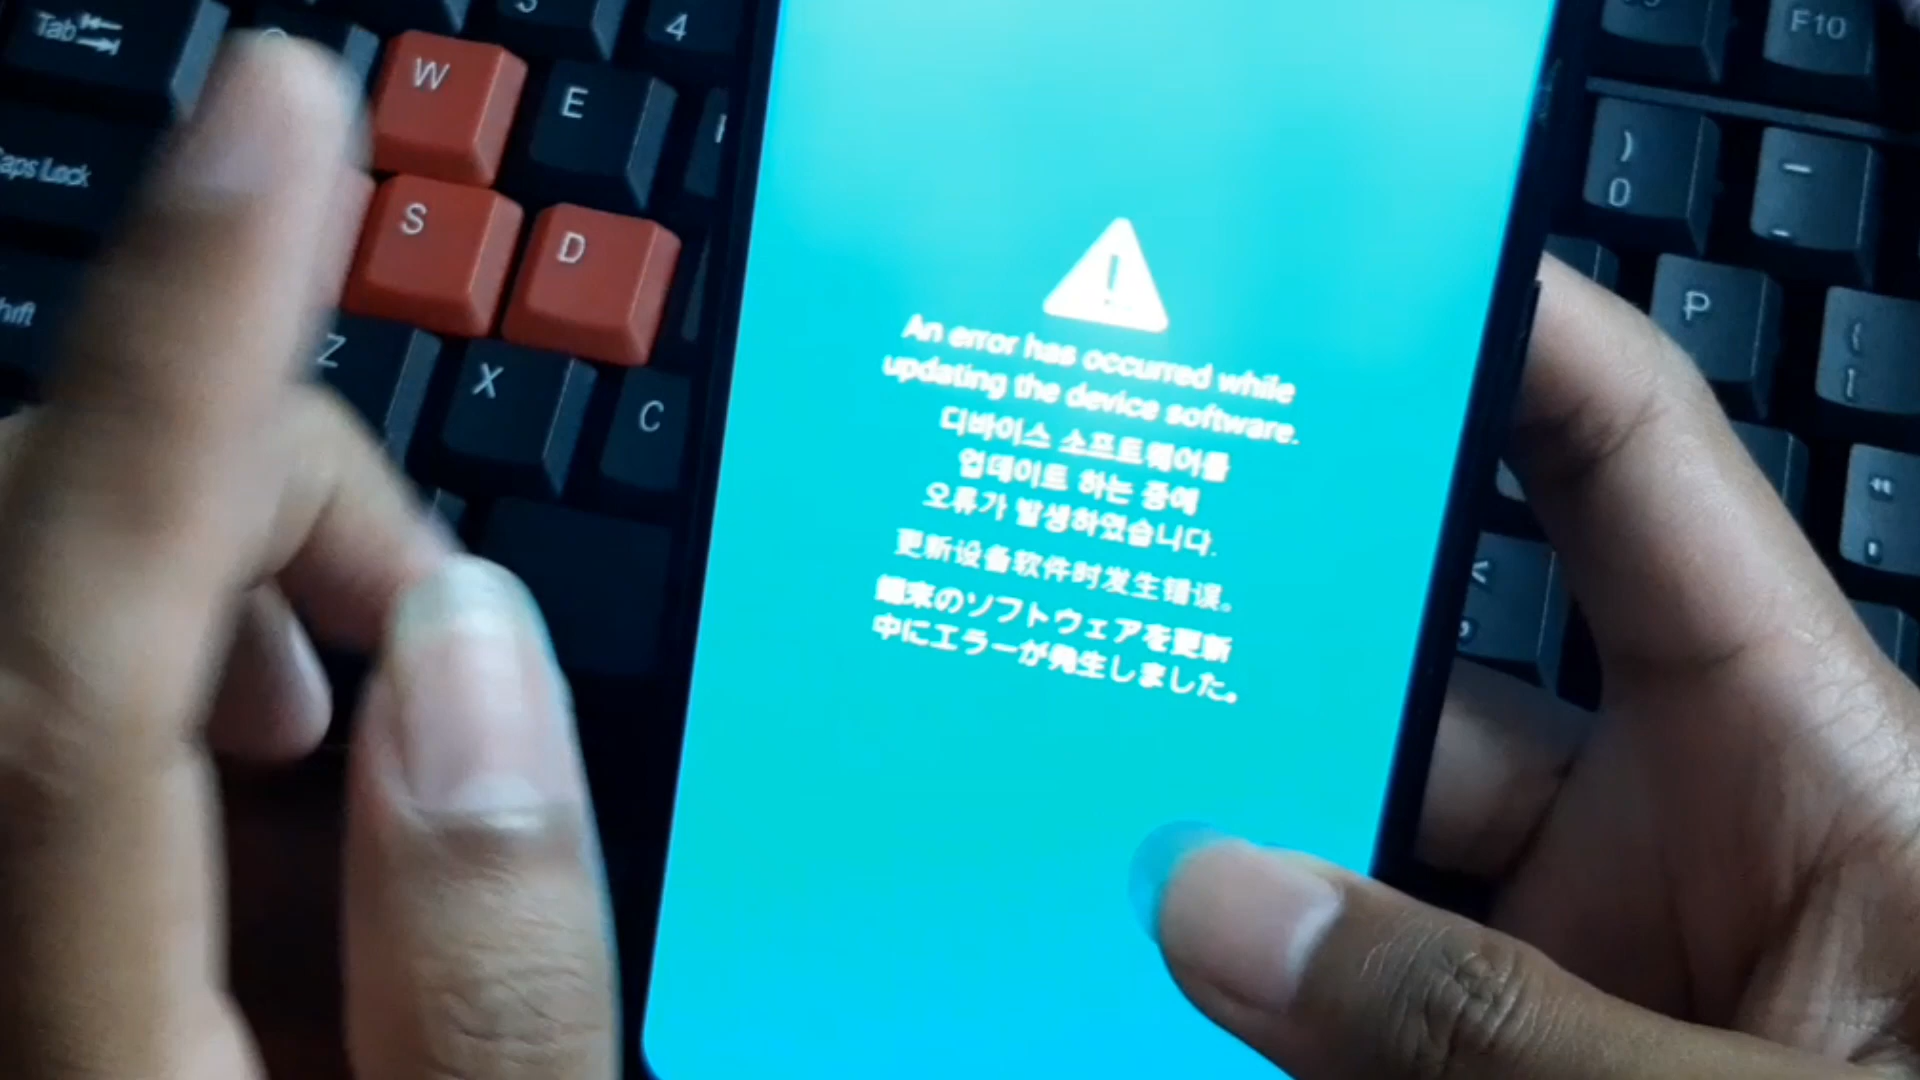 Tab
4
F10
W
E
)
0
-
_
Caps Lock
S
D
P
{
[
Shift
Z
X
C
<
,
"
'
An error has occurred while
updating the device software.
디바이스 소프트웨어를
업데이트 하는 중에
오류가 발생하였습니다.
更新设备软件时发生错误。
端末のソフトウェアを更新
中にエラーが発生しました。